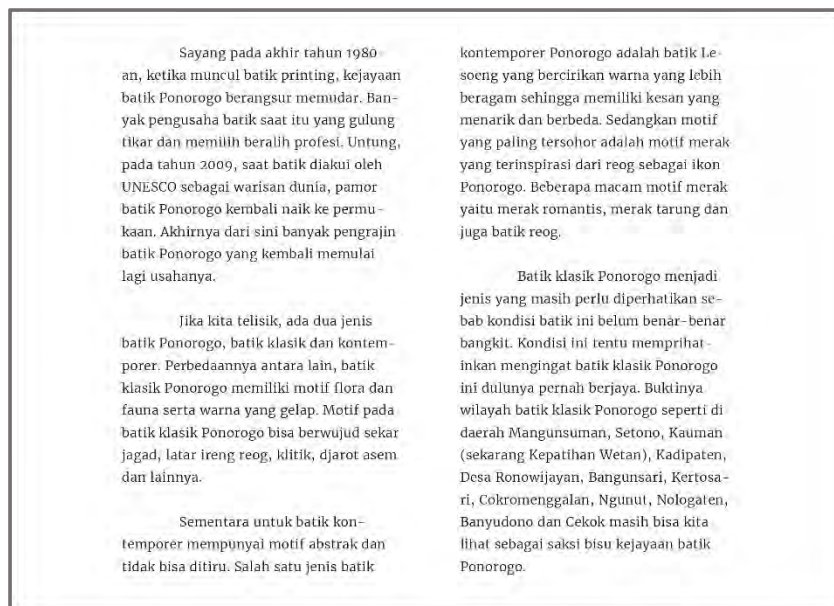 Sayang pada akhir tahun 1980-
an, ketika muncul batik printing, kejayaan
batik Ponorogo berangsur memudar. Ban-
yak pengusaha batik saat itu yang gulung
tikar dan memilih beralih profesi. Untung,
pada tahun 2009, saat batik diakui oleh
UNESCO sebagai warisan dunia, pamor
batik Ponorogo kembali naik ke permu-
kaan. Akhirnya dari sini banyak pengrajin
batik Ponorogo yang kembali memulai
lagi usahanya.
Jika kita telisik, ada dua jenis
batik Ponorogo, batik klasik dan kontem-
porer. Perbedaannya antara lain, batik
klasik Ponorogo memiliki motif flora dan
fauna serta warna yang gelap. Motif pada
batik klasik Ponorogo bisa berwujud sekar
jagad, latar ireng reog, klitik, djarot asem
dan lainnya.
Sementara untuk batik kon-
temporer mempunyai motif abstrak dan
tidak bisa ditiru. Salah satu jenis batik
kontemporer Ponorogo adalah batik Le-
soeng yang bercirikan warna yang lebih
beragam sehingga memiliki kesan yang
menarik dan berbeda. Sedangkan motif
yang paling tersohor adalah motif merak
yang terinspirasi dari reog sebagai ikon
Ponorogo. Beberapa macam motif merak
yaitu merak romantis, merak tarung dan
juga batik reog.
Batik klasik Ponorogo menjadi
jenis yang masih perlu diperhatikan se-
bab kondisi batik ini belum benar-benar
bangkit. Kondisi ini tentu memprihat-
inkan mengingat batik klasik Ponorogo
ini dulunya pernah berjaya. Buktinya
wilayah batik klasik Ponorogo seperti di
daerah Mangunsuman, Setono, Kauman
(sekarang Kepatihan Wetan), Kadipaten,
Desa Ronowijayan, Bangunsari, Kertosa-
ri, Cokromenggalan, Ngunut, Nologaten,
Banyudono dan Cekok masih bisa kita
lihat sebagai saksi bisu kejayaan batik
Ponorogo.